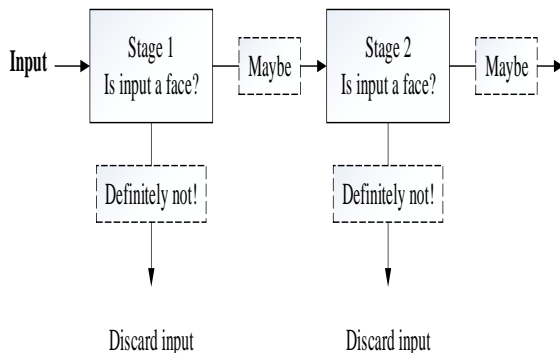 Input
Stage 1
Is input a face?
Maybe
Stage 2
Is input a face?
Maybe
Definitely not!
Definitely not!
Discard input
Discard input